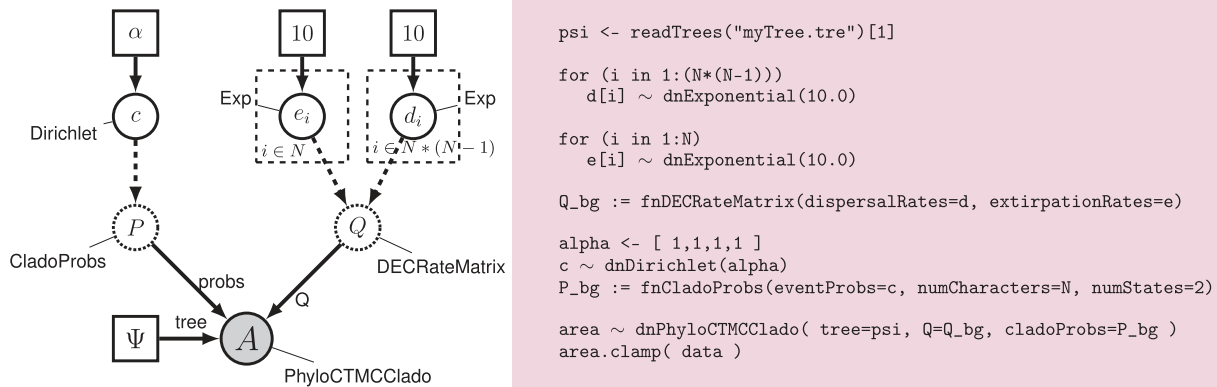 α
10
10
Exp
Exp
c
e_i
d_i
Dirichlet
i ∈ N
i ∈ N * (N − 1)
P
Q
CladoProbs
DECRateMatrix
probs
Q
tree
Ψ
A
PhyloCTMCClado
psi <- readTrees("myTree.tre")[1]
for (i in 1:(N*(N-1)))
d[i] ∼ dnExponential(10.0)
for (i in 1:N)
e[i] ∼ dnExponential(10.0)
Q_bg := fnDECRateMatrix(dispersalRates=d, extirpationRates=e)
alpha <- [ 1,1,1,1 ]
c ∼ dnDirichlet(alpha)
P_bg := fnCladoProbs(eventProbs=c, numCharacters=N, numStates=2)
area ∼ dnPhyloCTMCClado( tree=psi, Q=Q_bg, cladoProbs=P_bg )
area.clamp( data )